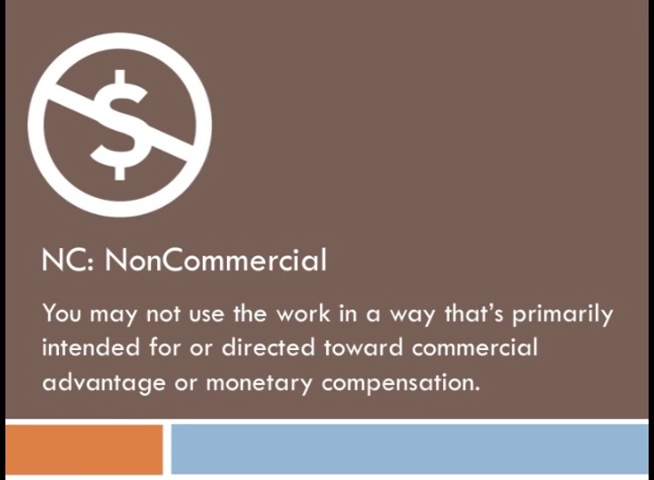 $
NC: NonCommercial
You may not use the work in a way that’s primarily
intended for or directed toward commercial
advantage or monetary compensation.